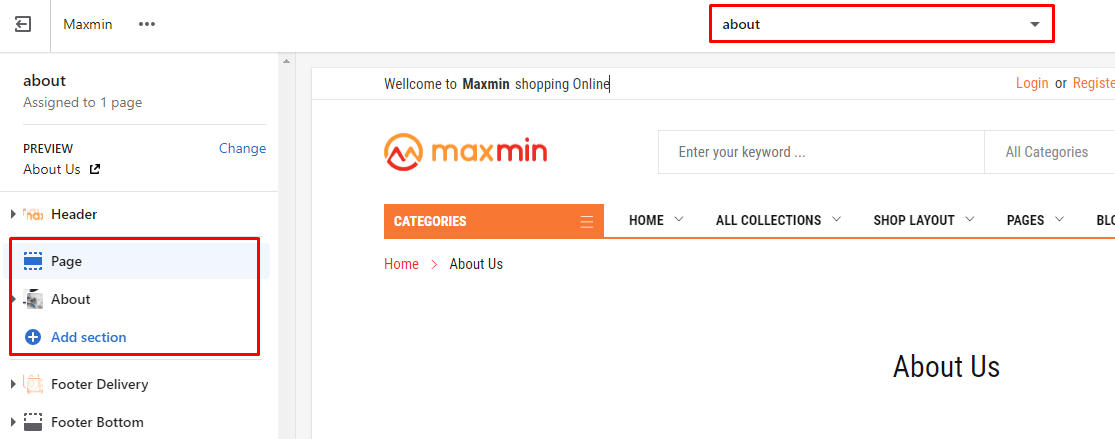 Maxmin
about
about
Assigned to 1 page
PREVIEW
Change
About Us
Header
Page
About
Add section
Footer Delivery
Footer Bottom
Wellcome to Maxmin shopping Online
Login or Registe
maxmin
Enter your keyword ...
All Categories
CATEGORIES
HOME
ALL COLLECTIONS
SHOP LAYOUT
PAGES
BLO
Home
About Us
About Us